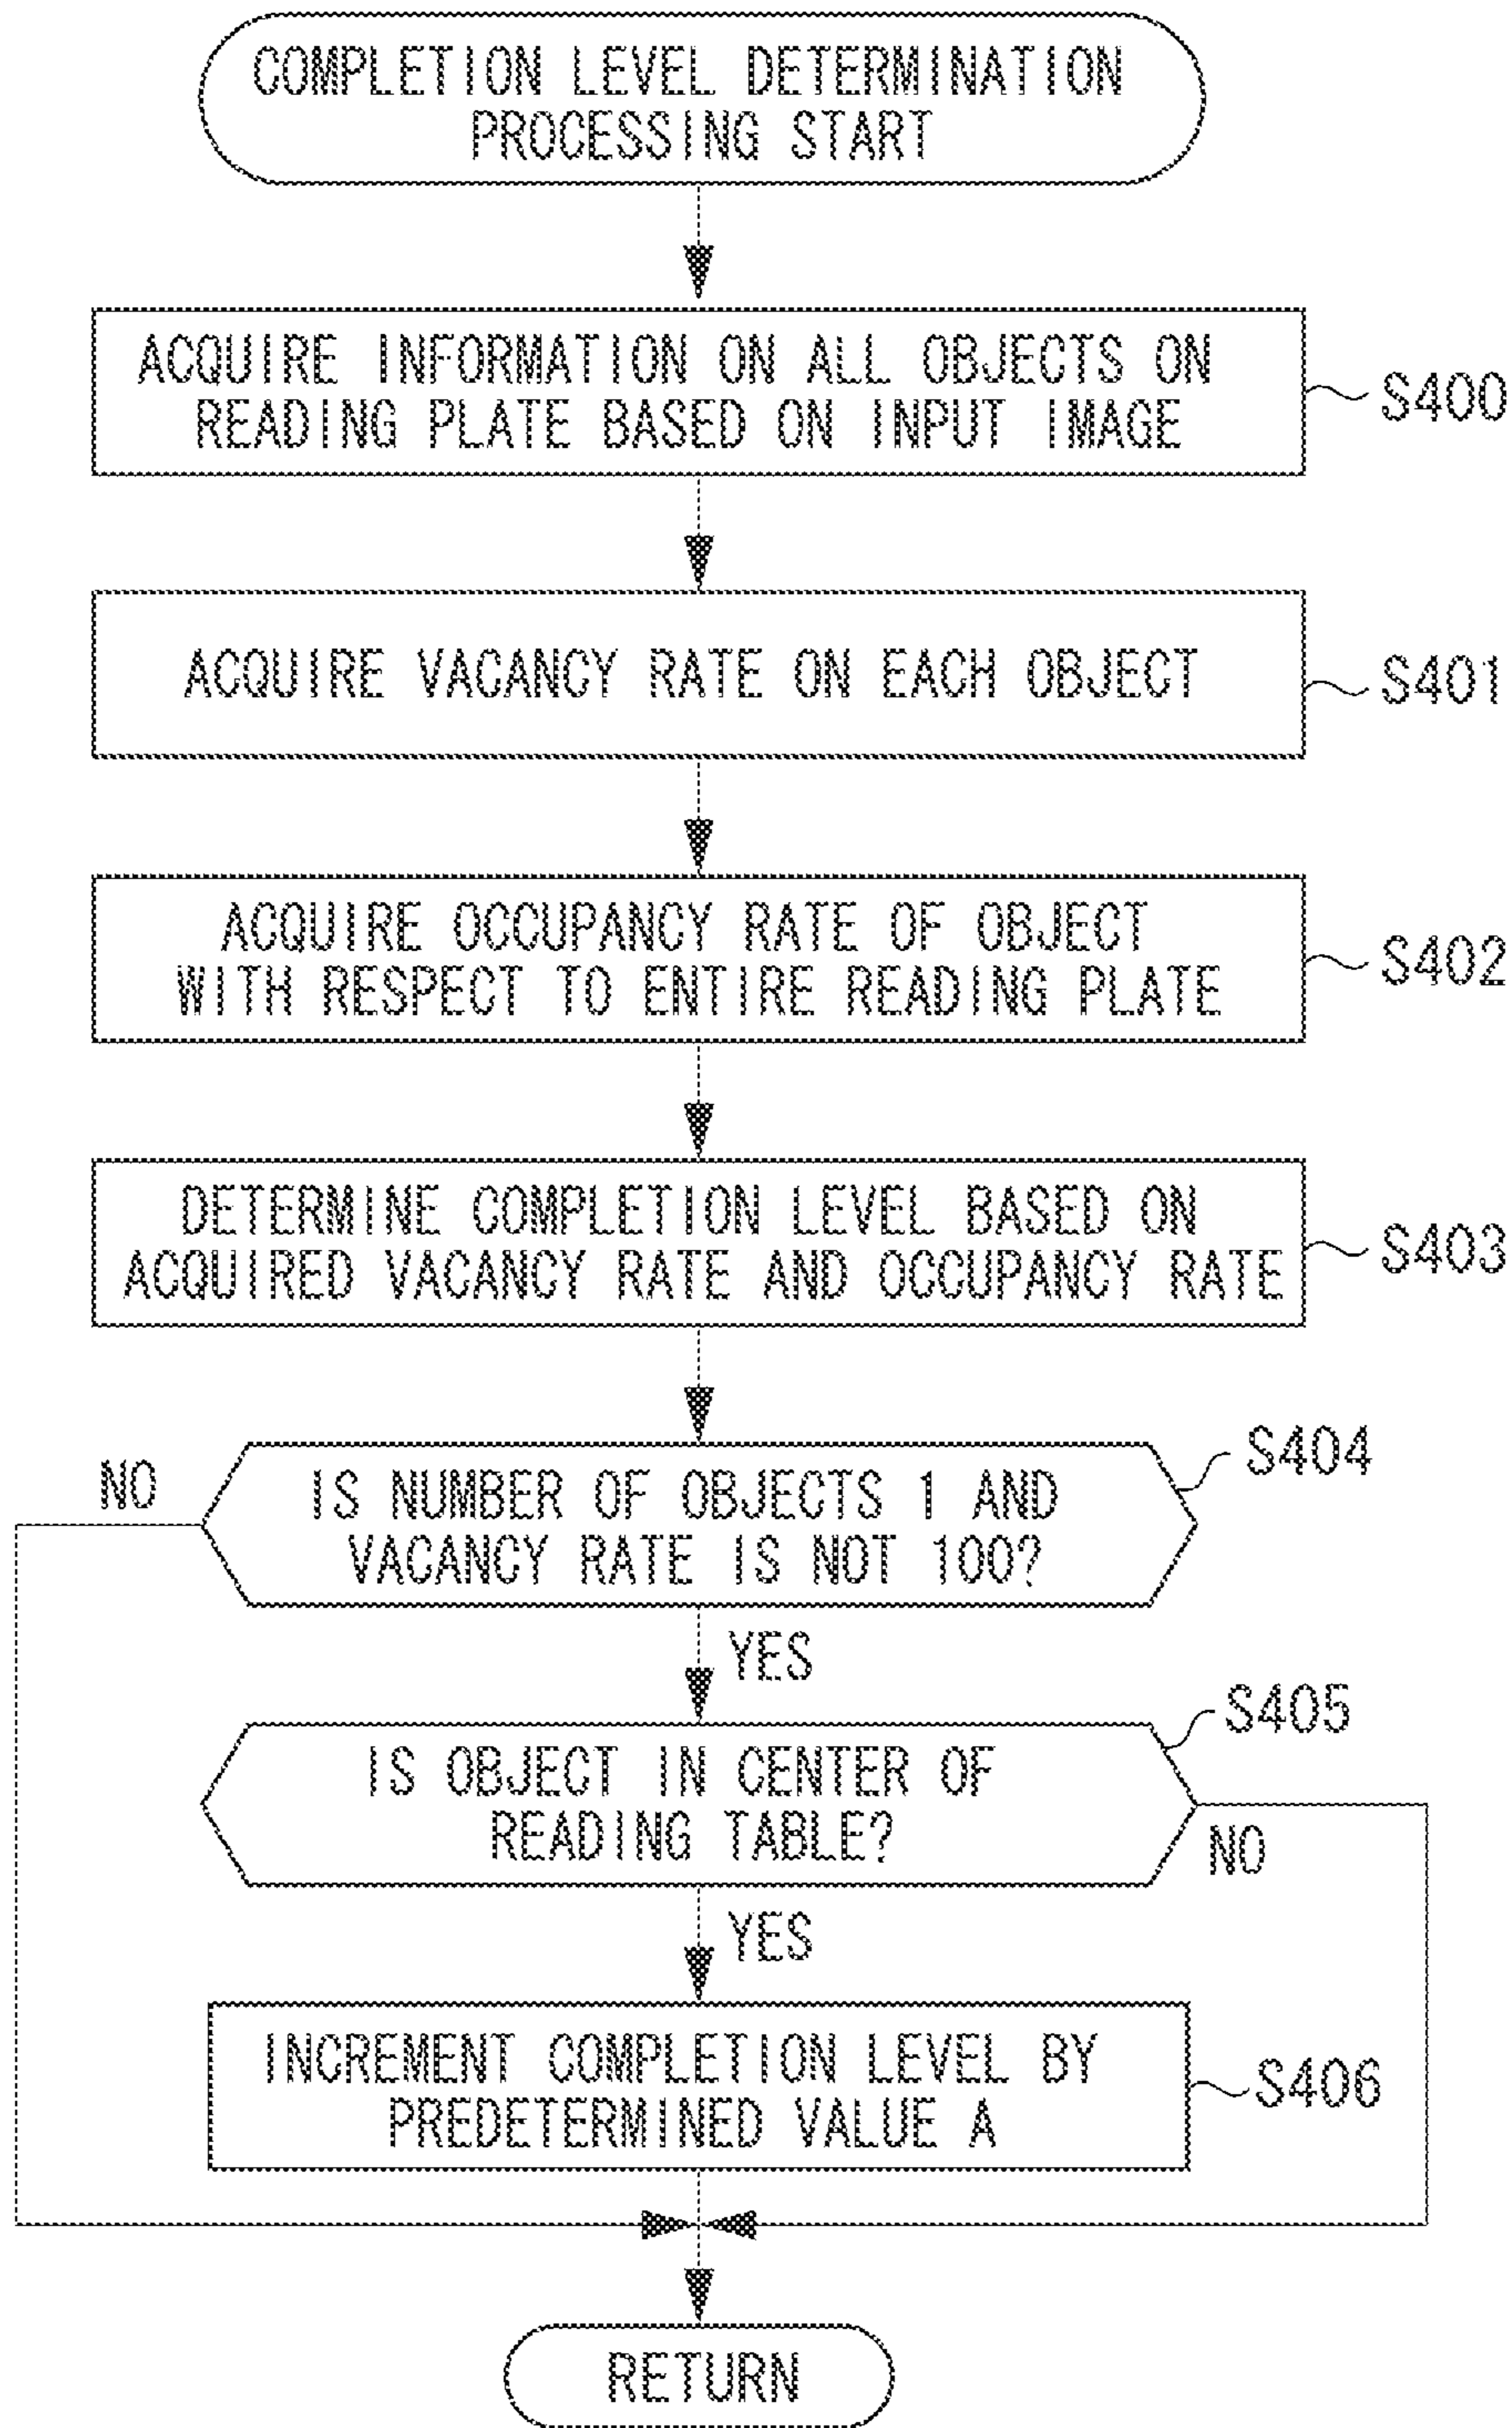 COMPLETION LEVEL DETERMINATION
PROCESSING START
ACQUIRE INFORMATION ON ALL OBJECTS ON
READING PLATE BASED ON INPUT IMAGE
S400
ACQUIRE VACANCY RATE ON EACH OBJECT
S401
ACQUIRE OCCUPANCY RATE OF OBJECT
WITH RESPECT TO ENTIRE READING PLATE
S402
DETERMINE COMPLETION LEVEL BASED ON
ACQUIRED VACANCY RATE AND OCCUPANCY RATE
S403
S404
NO
IS NUMBER OF OBJECTS 1 AND
VACANCY RATE IS NOT 100?
YES
S405
IS OBJECT IN CENTER OF
READING TABLE?
NO
YES
INCREMENT COMPLETION LEVEL BY
PREDETERMINED VALUE A
S406
RETURN